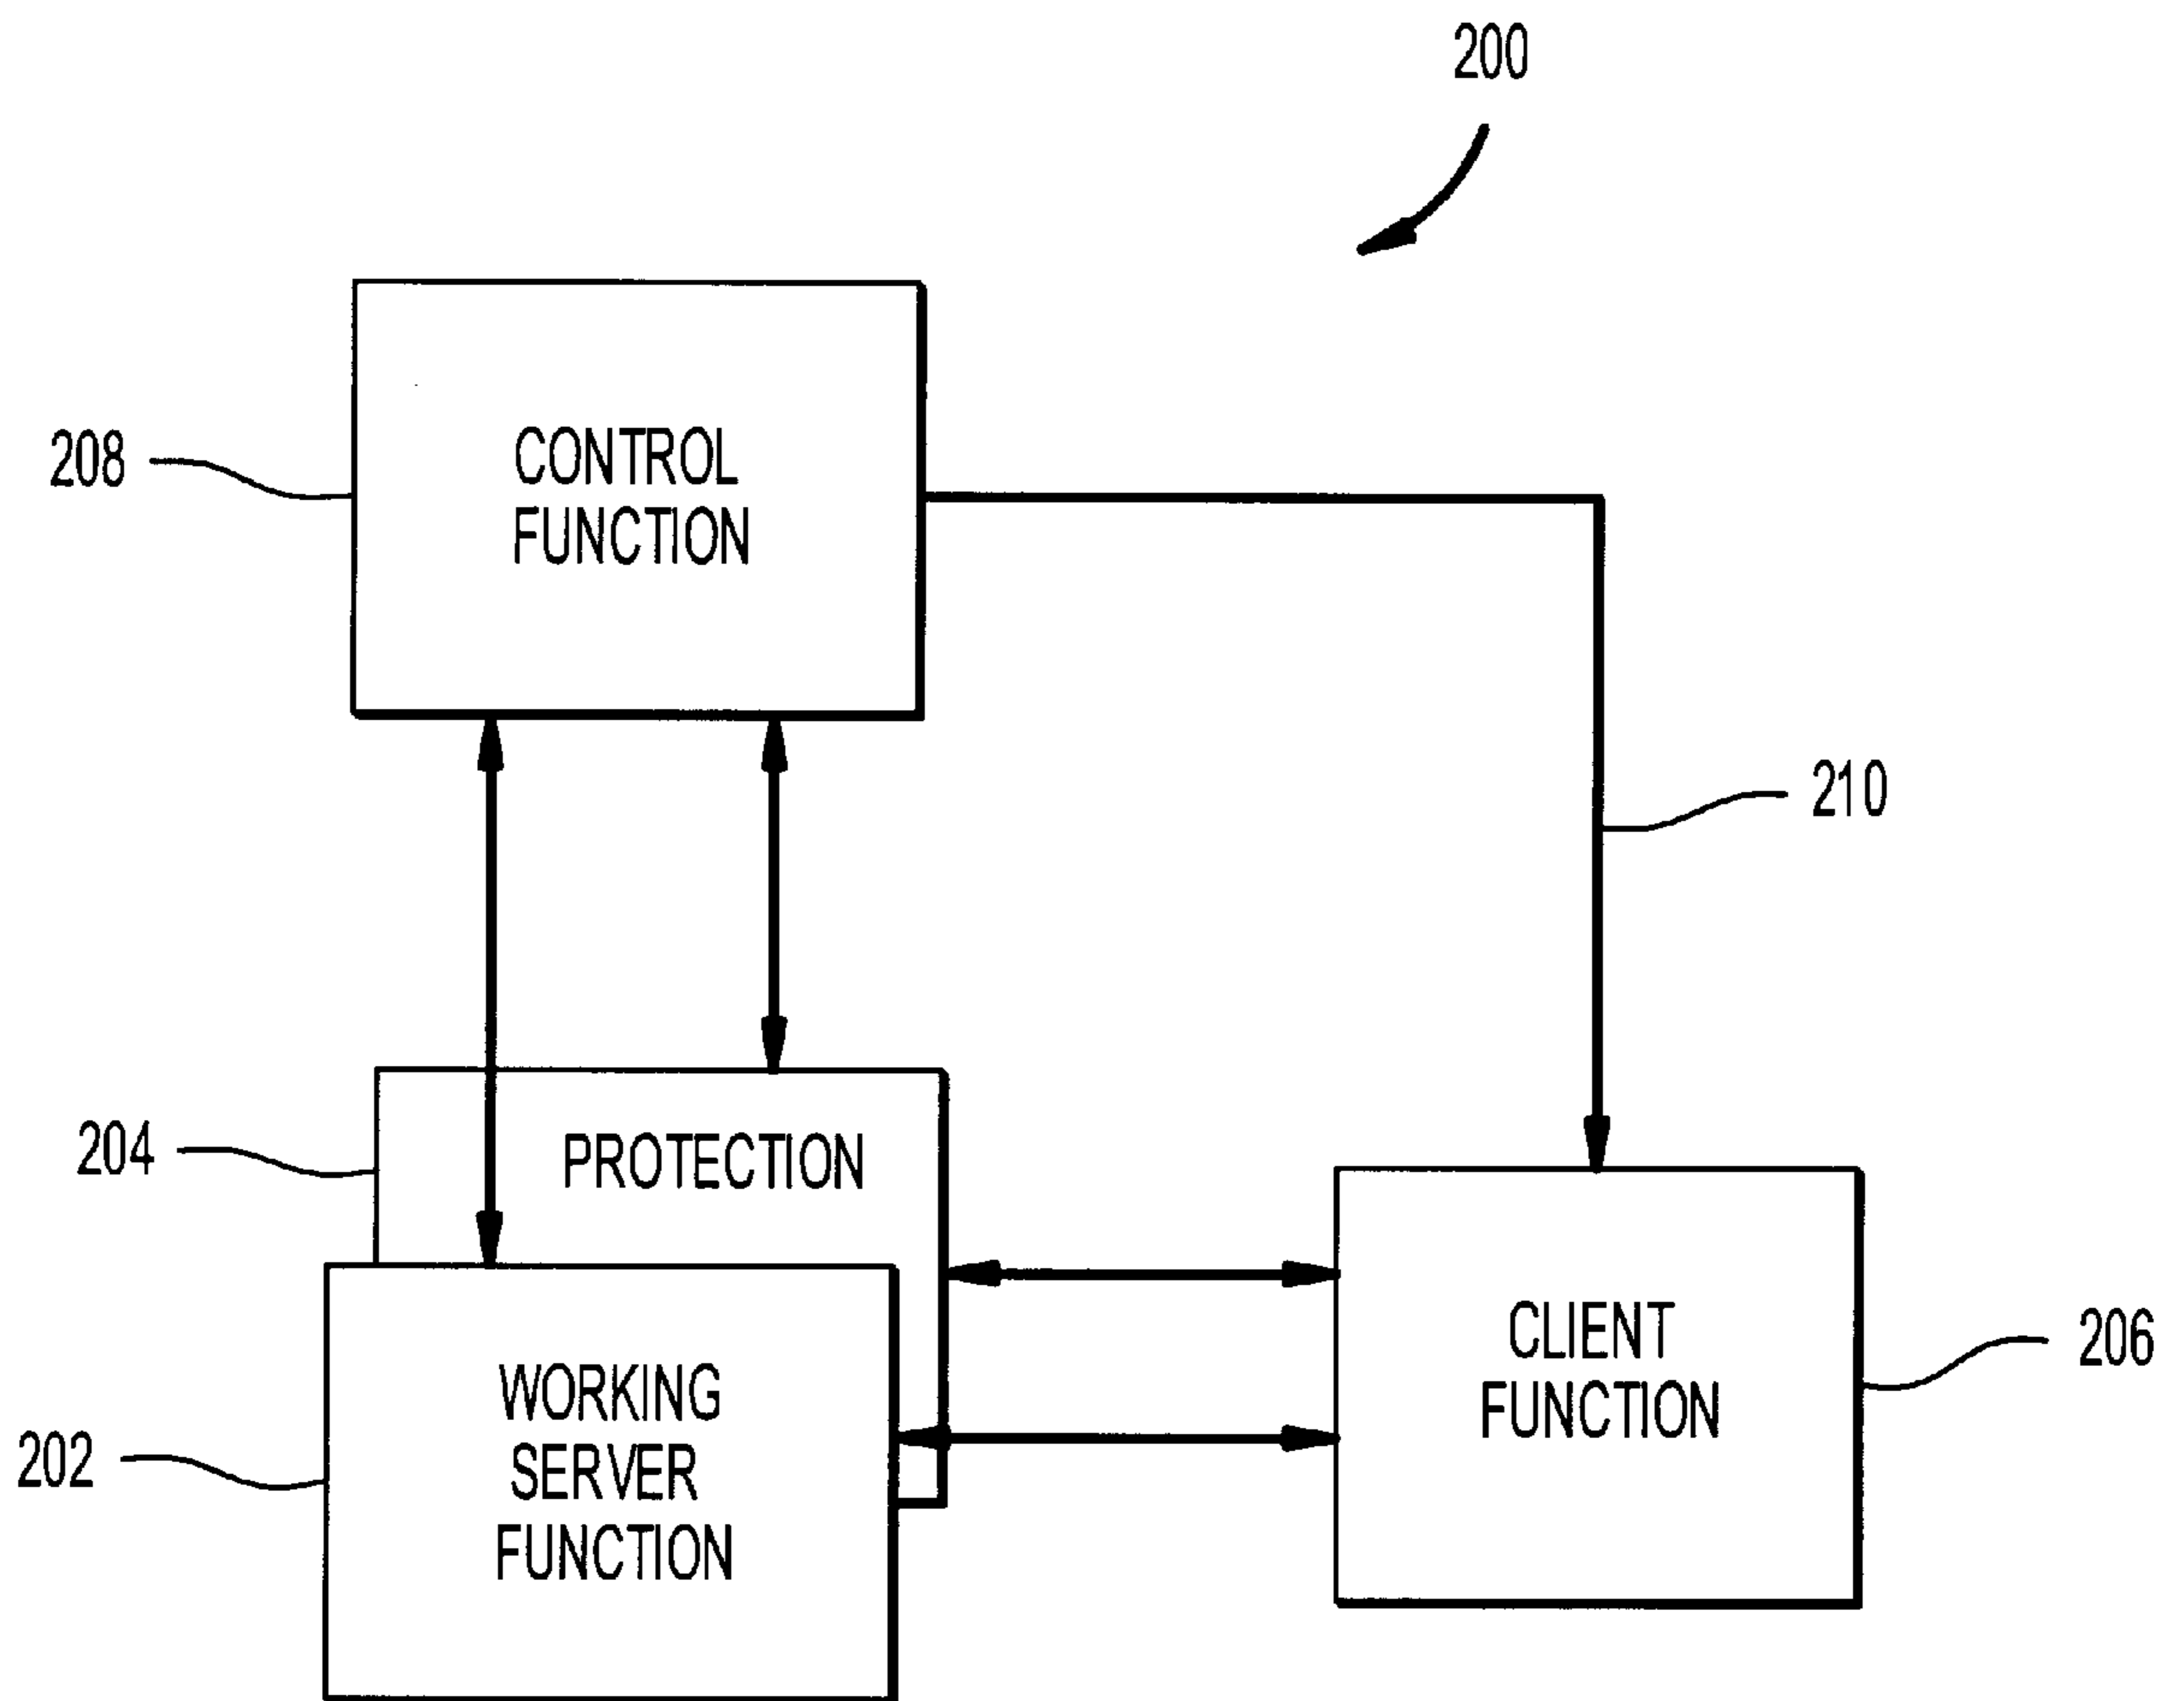 200
208
CONTROL
FUNCTION
210
204
PROTECTION
CLIENT
FUNCTION
206
202
WORKING
SERVER
FUNCTION